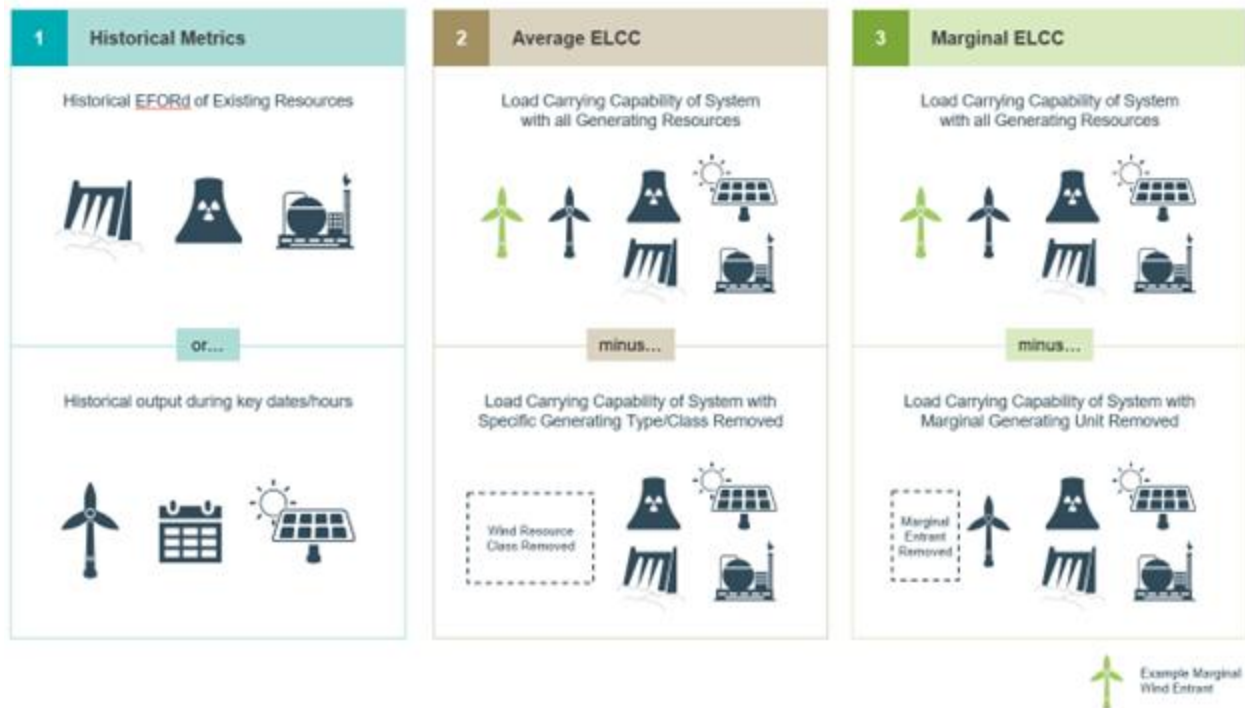 1 Historical Metrics
Historical EFORd of Existing Resources
or...
Historical output during key dates/hours
2 Average ELCC
Load Carrying Capability of System
with all Generating Resources
minus...
Load Carrying Capability of System with
Specific Generating Type/Class Removed
Wind Resource
Class Removed
3 Marginal ELCC
Load Carrying Capability of System
with all Generating Resources
minus...
Load Carrying Capability of System with
Marginal Generating Unit Removed
Marginal
Entrant
Removed
Example Marginal
Wind Entrant